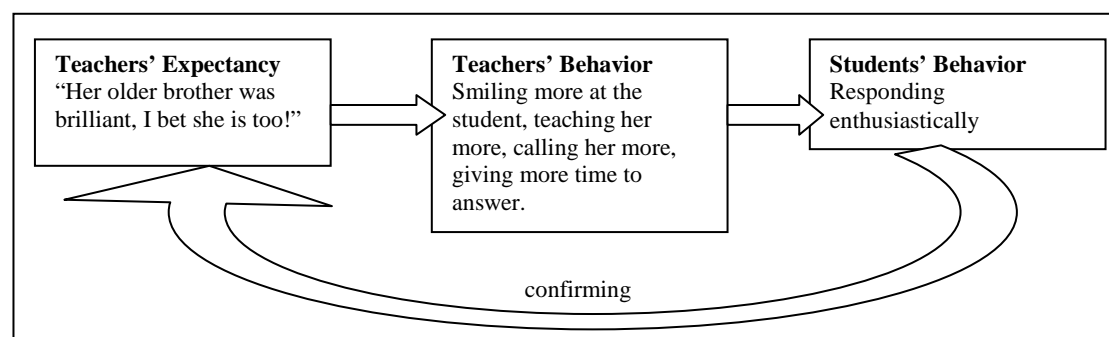 Teachers’ Expectancy
“Her older brother was
brilliant, I bet she is too!”
Teachers’ Behavior
Smiling more at the
student, teaching her
more, calling her more,
giving more time to
answer.
Students’ Behavior
Responding
enthusiastically
confirming